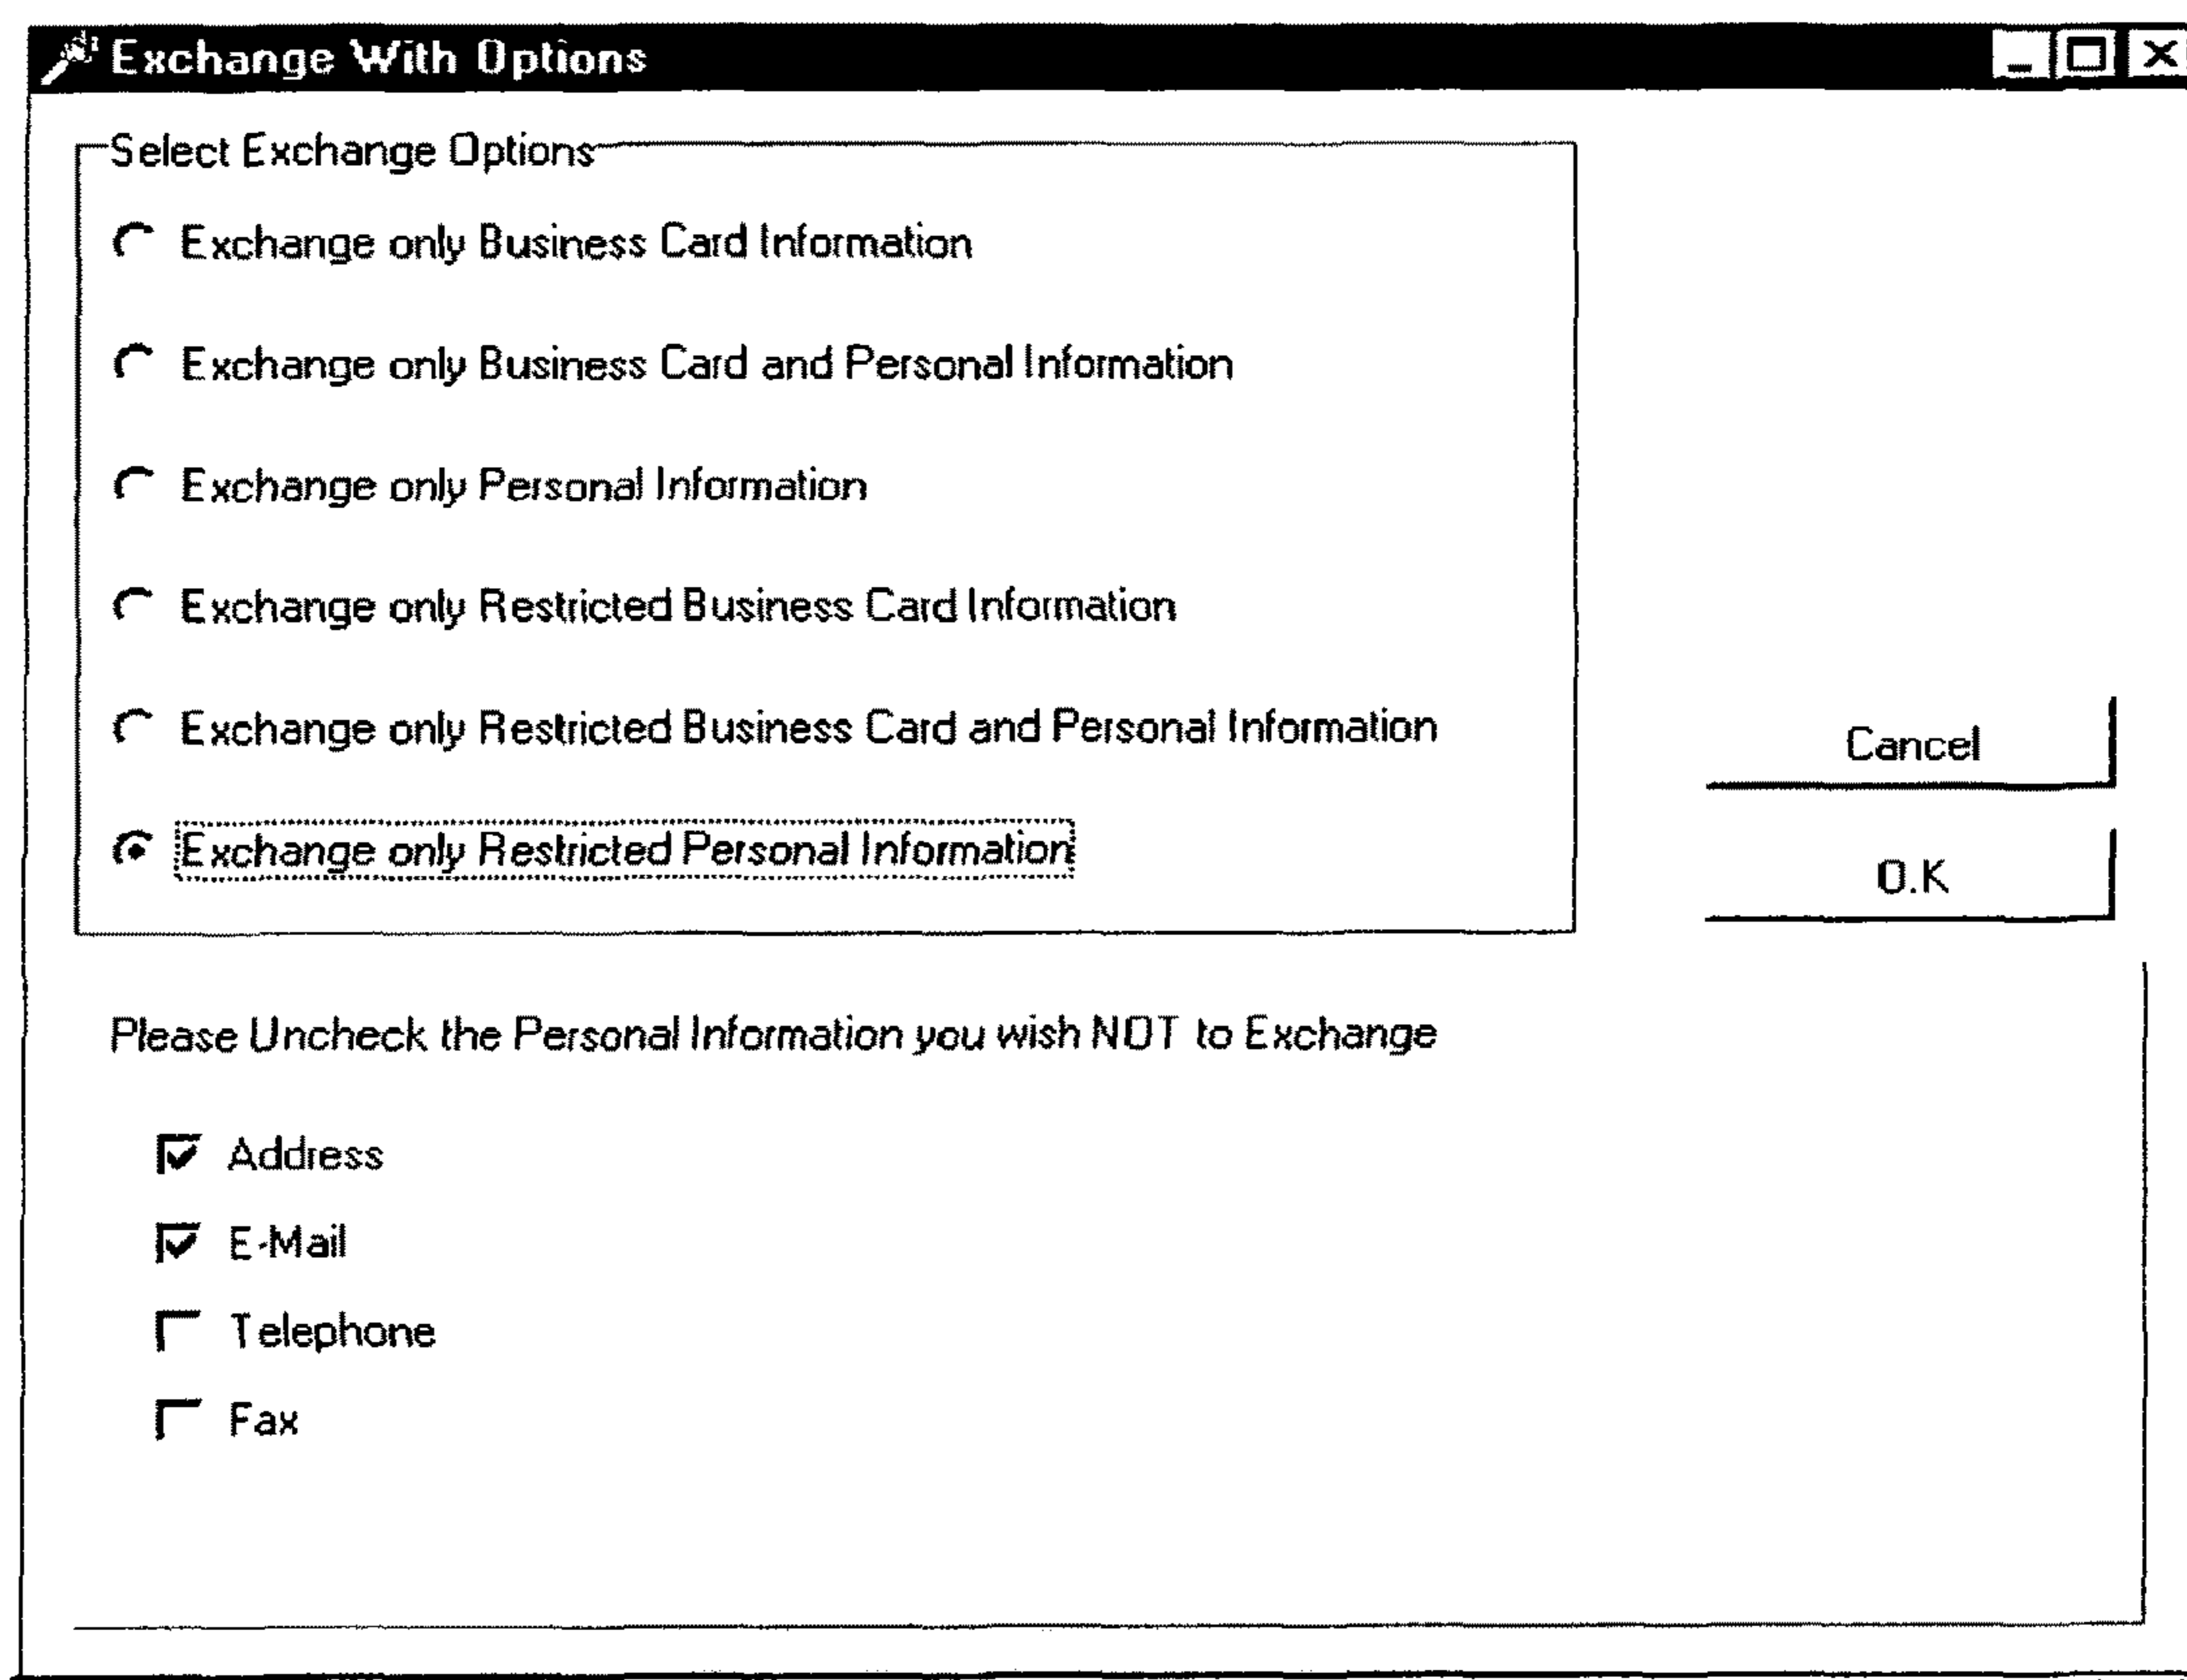 Exchange With Options
Select Exchange Options
Exchange only Business Card Information
Exchange only Business Card and Personal Information
Exchange only Personal Information
Exchange only Restricted Business Card Information
Exchange only Restricted Business Card and Personal Information
Exchange only Restricted Personal Information
Cancel
O.K
Please Uncheck the Personal Information you wish NOT to Exchange
Address
E-Mail
Telephone
Fax